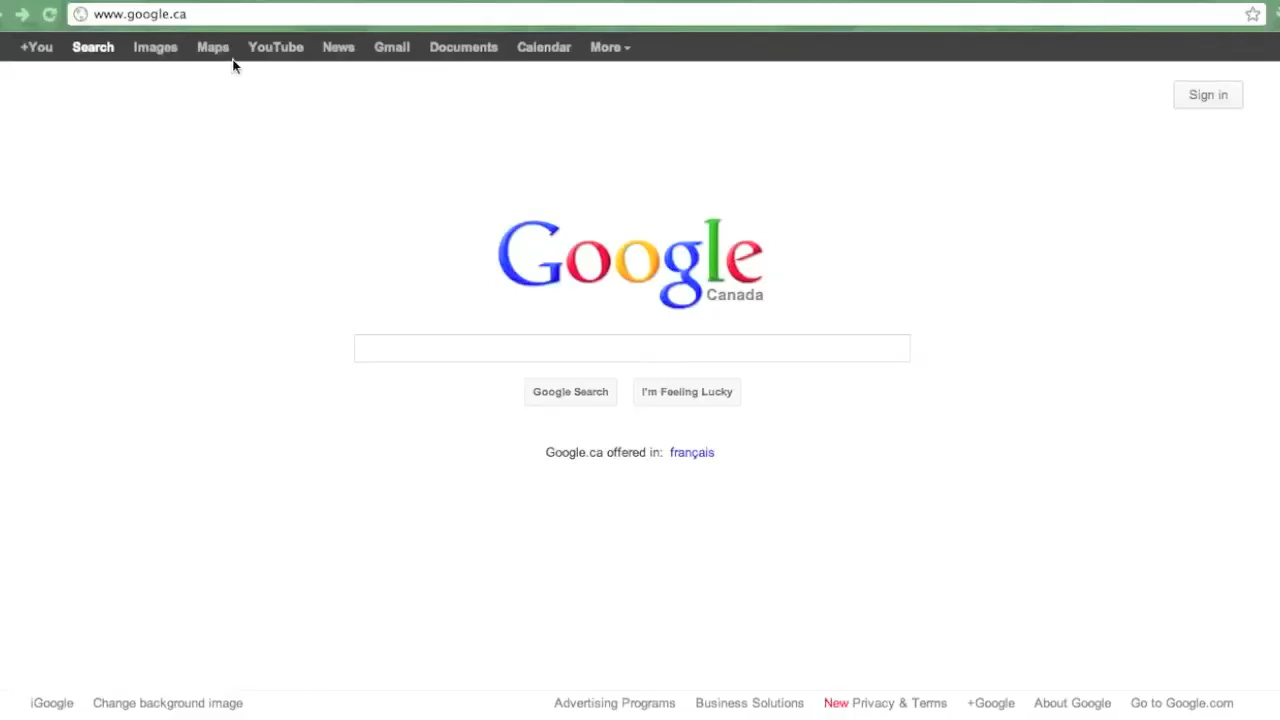 www.google.ca
+You Search Images Maps YouTube News Gmail Documents Calendar More
Sign in
Google
Canada
Google Search I'm Feeling Lucky
Google.ca offered in: français
iGoogle Change background image Advertising Programs Business Solutions New Privacy & Terms +Google About Google Go to Google.com